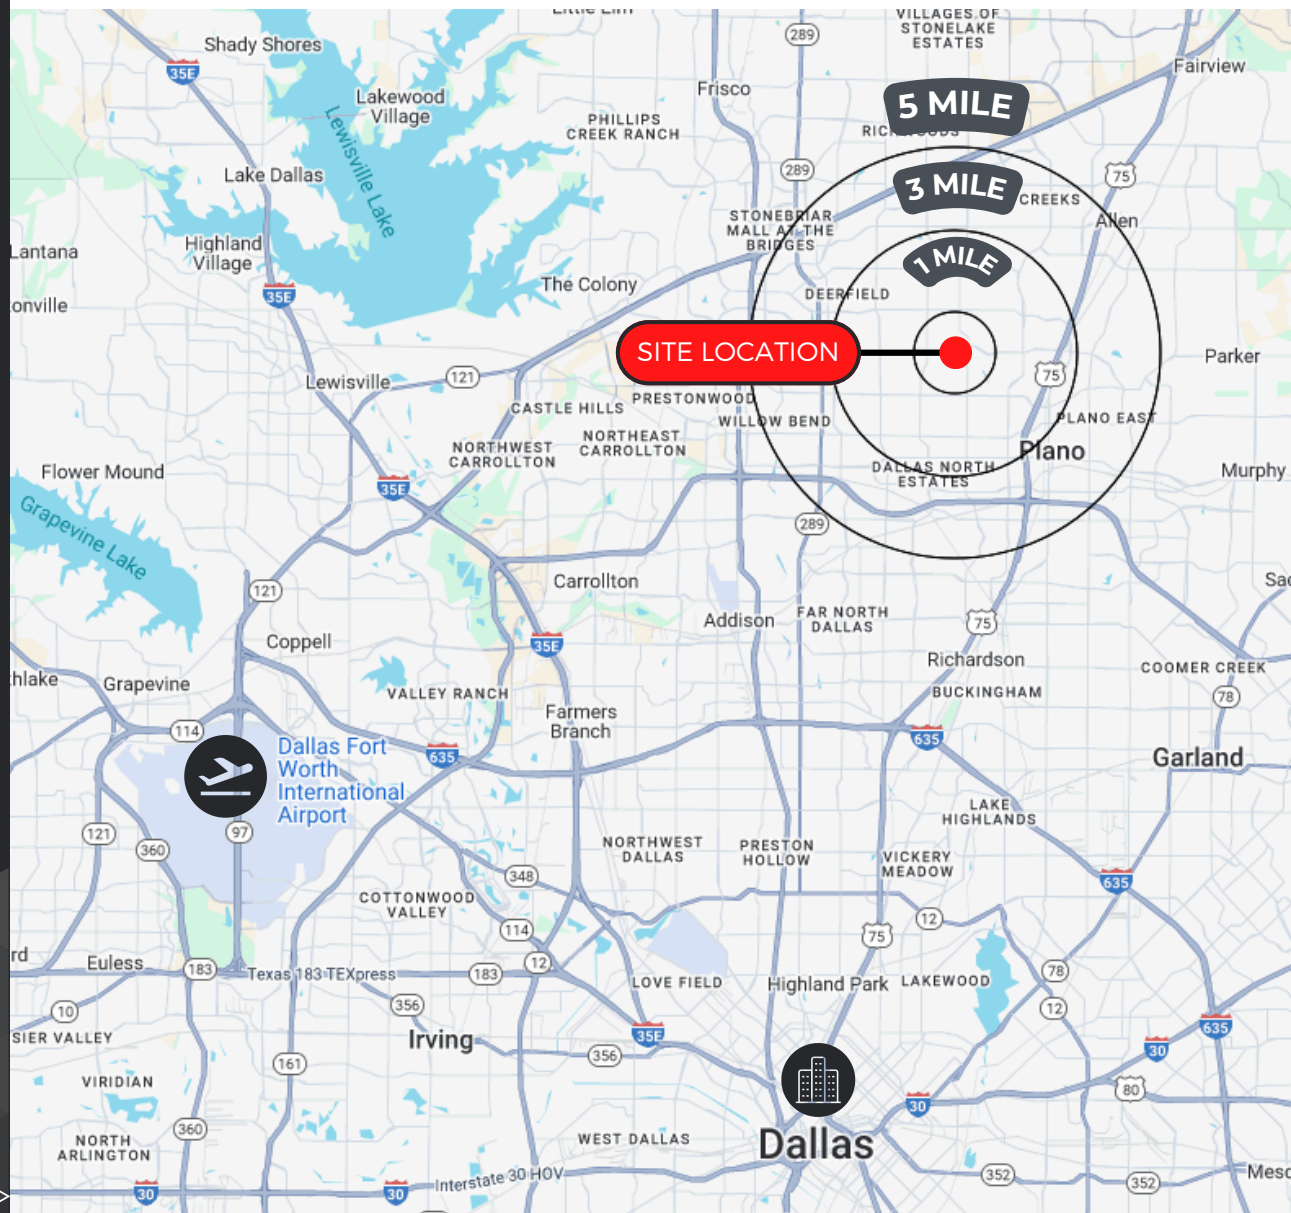 VILLAGES OF
STONELAKE
ESTATES
289
Shady Shores
Fairview
35E
Frisco
Lakewood
Village
5 MILE
PHILLIPS
CREEK RANCH
Lewisville Lake
289
Lake Dallas
75
3 MILE
CREEKS
STONEBRIAR
MALL AT THE
BRIDGES
Allen
Highland
Village
Lantana
1 MILE
The Colony
DEERFIELD
35E
onville
SITE LOCATION
Parker
121
Lewisville
75
PRESTONWOOD
CASTLE HILLS
WILLOW BEND
PLANO EAST
NORTHWEST
CARROLLTON
NORTHEAST
CARROLLTON
Plano
Flower Mound
DALLAS NORTH
ESTATES
Murphy
35E
Grapevine Lake
289
Carrollton
121
Addison
FAR NORTH
DALLAS
75
Coppell
35E
Richardson
COOMER CREEK
hlake
Grapevine
VALLEY RANCH
BUCKINGHAM
78
Farmers
Branch
114
635
635
Dallas Fort
Worth
International
Airport
Garland
LAKE
HIGHLANDS
121
97
360
NORTHWEST
DALLAS
PRESTON
HOLLOW
VICKERY
MEADOW
348
635
COTTONWOOD
VALLEY
12
114
75
rd
Euless
183
Texas 183 TEXpress
183
12
LOVE FIELD
Highland Park
LAKEWOOD
78
10
356
12
SIER VALLEY
Irving
35E
635
356
30
161
VIRIDIAN
80
30
360
NORTH
ARLINGTON
WEST DALLAS
Dallas
Interstate 30 HOV
352
352
Mesq
30
30